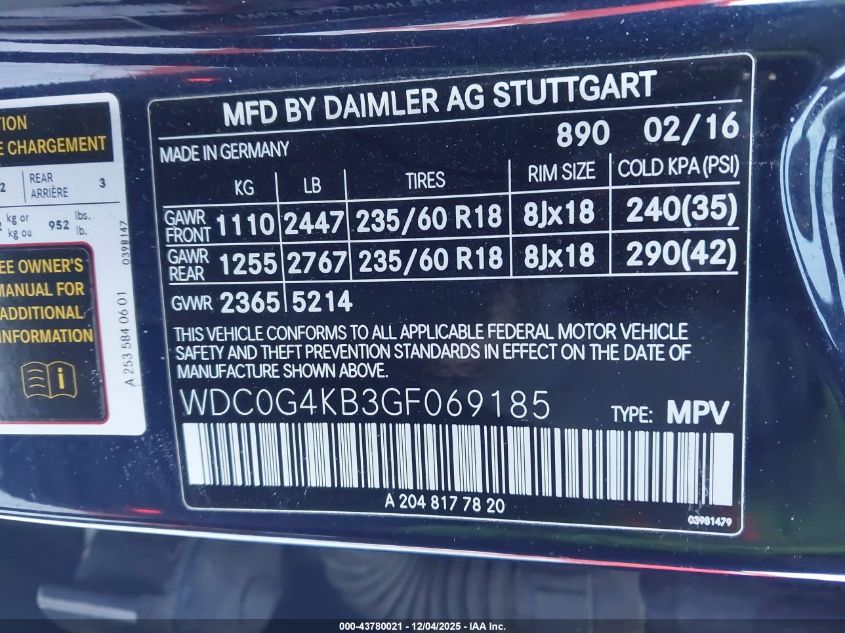 MFD BY DAIMLER AG STUTTGART
890 02/16
MADE IN GERMANY
KG LB TIRES RIM SIZE COLD KPA (PSI)
GAWR FRONT 1110 2447 235/60 R18 8Jx18 240(35)
GAWR REAR 1255 2767 235/60 R18 8Jx18 290(42)
GVWR 2365 5214
THIS VEHICLE CONFORMS TO ALL APPLICABLE FEDERAL MOTOR VEHICLE
SAFETY AND THEFT PREVENTION STANDARDS IN EFFECT ON THE DATE OF
MANUFACTURE SHOWN ABOVE.
WDC0G4KB3GF069185 TYPE: MPV
A 204 817 78 20
03981479
CHARGEMENT
2 REAR ARRIÈRE 3
kg or kg ou 952 lbs. lb.
0398147
OWNER'S
MANUAL FOR
ADDITIONAL
INFORMATION
A 253 584 06 01
000-43780021 - 12/04/2025 - IAA Inc.